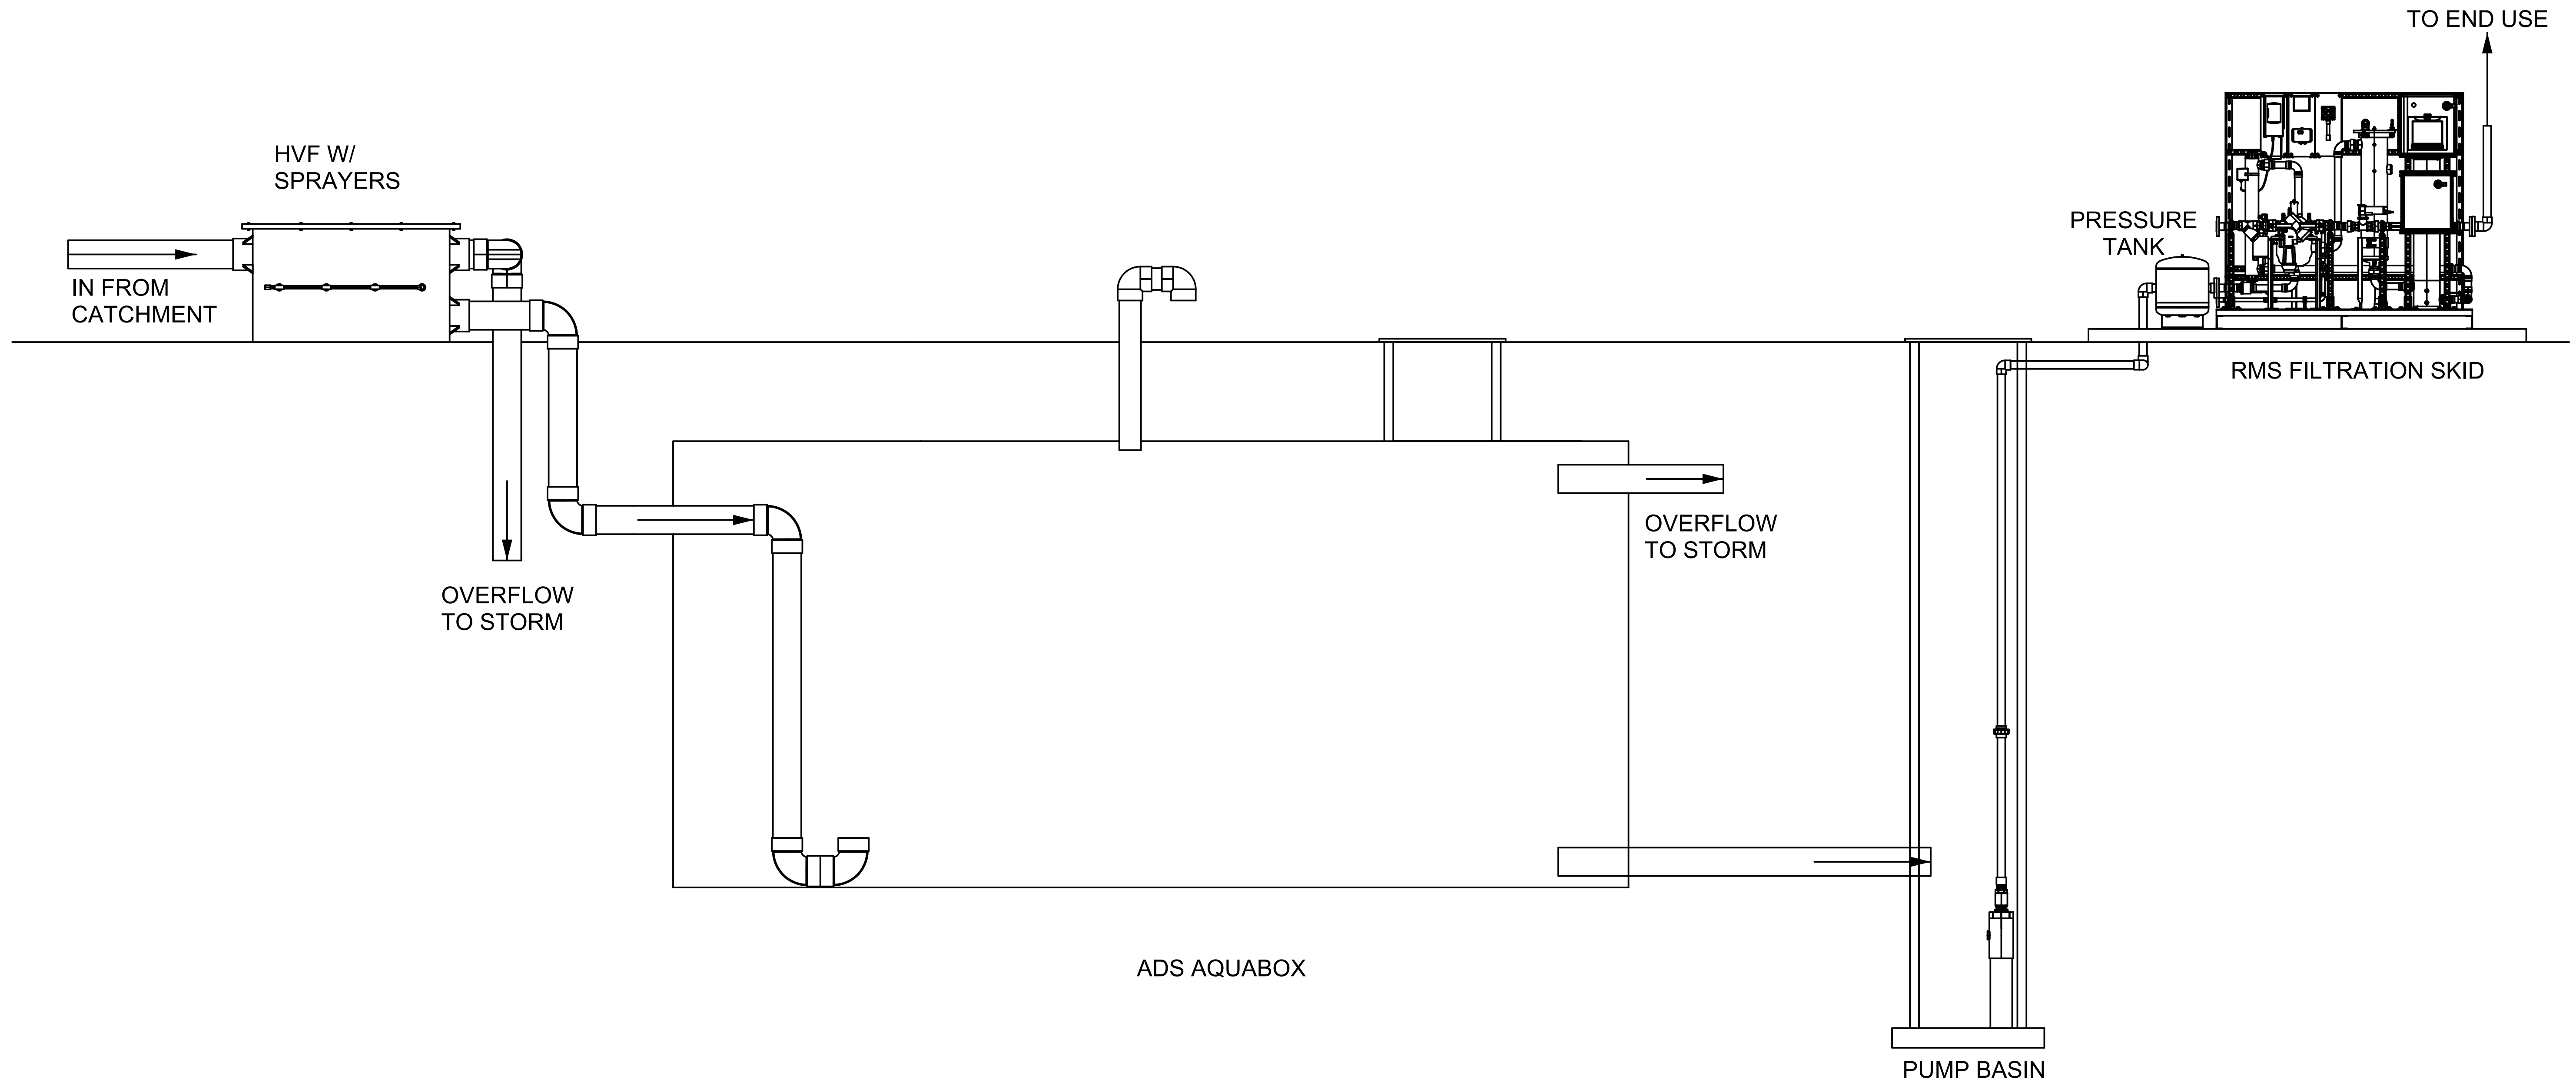 TO END USE
HVF W/
SPRAYERS
PRESSURE
TANK
IN FROM
CATCHMENT
RMS FILTRATION SKID
OVERFLOW
TO STORM
OVERFLOW
TO STORM
ADS AQUABOX
PUMP BASIN